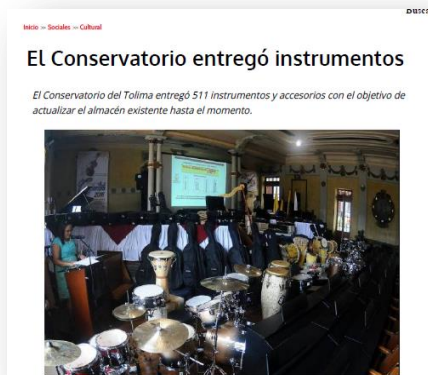 Inicio » Sociales » Cultural
El Conservatorio entregó instrumentos
El Conservatorio del Tolima entregó 511 instrumentos y accesorios con el objetivo de
actualizar el almacén existente hasta el momento.